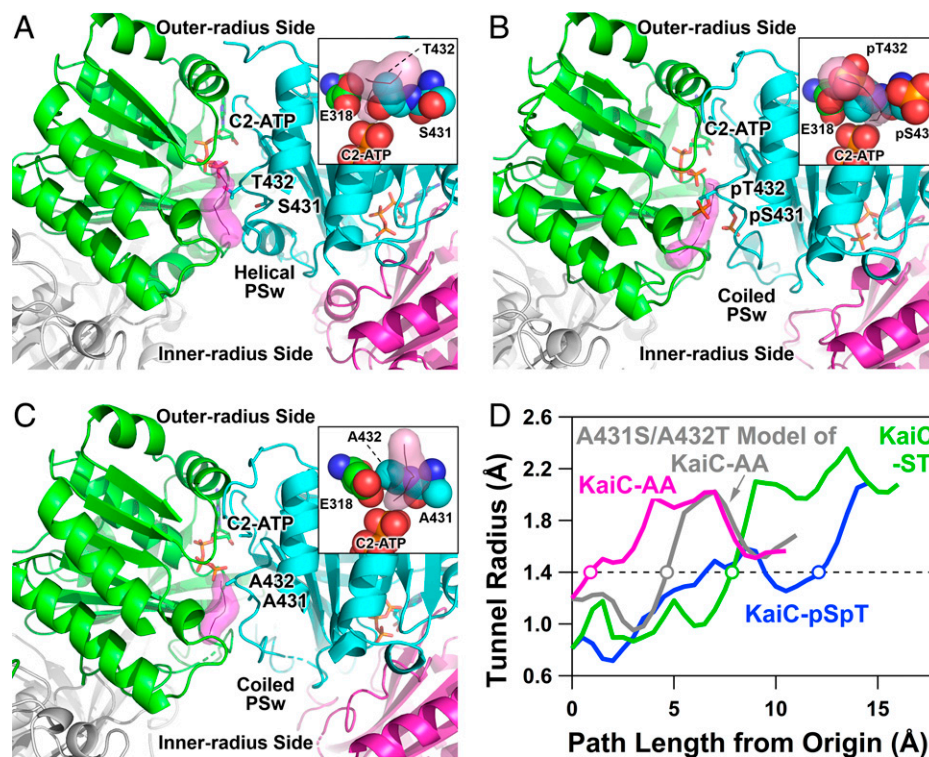 A
Outer-radius Side
T432
E318
S431
C2-ATP
C2-ATP
T432
S431
Helical
PSw
Inner-radius Side
B
Outer-radius Side
pT432
E318
pS431
C2-ATP
C2-ATP
pT432
pS431
Coiled
PSw
Inner-radius Side
C
Outer-radius Side
A432
E318
A431
C2-ATP
C2-ATP
A432
A431
Coiled
PSw
Inner-radius Side
D
2.6
2.2
1.8
1.4
1.0
0.6
Tunnel Radius (Å)
A431S/A432T Model of
KaiC-AA
KaiC
-ST
KaiC-AA
KaiC-pSpT
0
5
10
15
Path Length from Origin (Å)